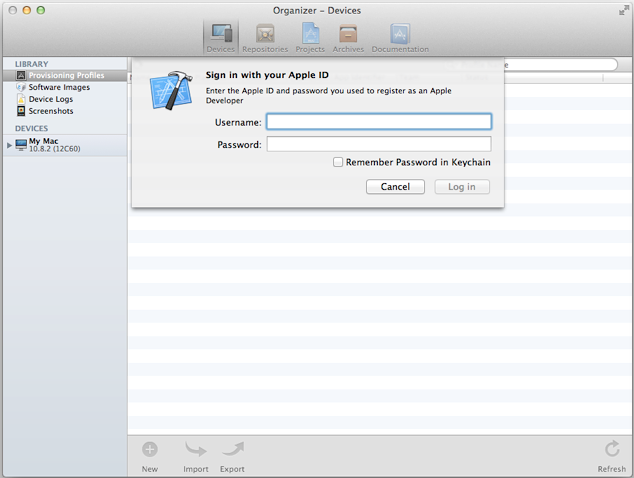 Organizer – Devices
Devices Repositories Projects Archives Documentation
LIBRARY
Provisioning Profiles
Software Images
Device Logs
Screenshots
DEVICES
My Mac
10.8.2 (12C60)
Sign in with your Apple ID
Enter the Apple ID and password you used to register as an Apple
Developer
Username:
Password:
Remember Password in Keychain
Cancel Log in
New Import Export Refresh